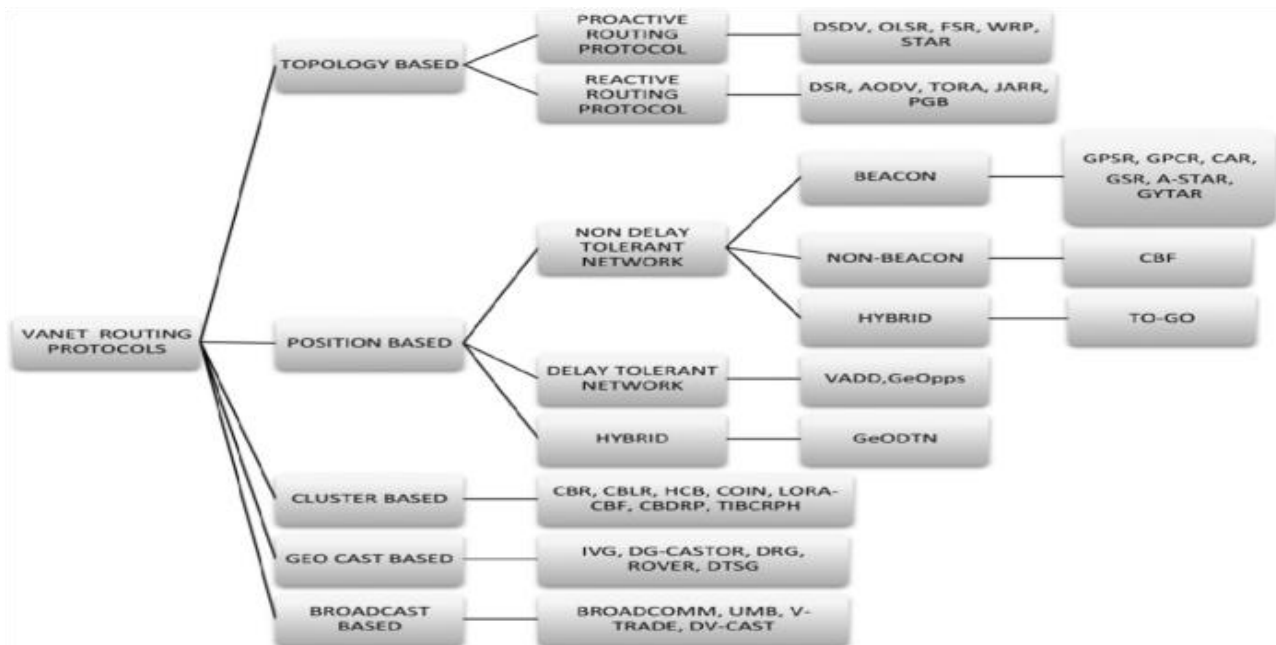 PROACTIVE
ROUTING
PROTOCOL
DSDV, OLSR, FSR, WRP,
STAR
TOPOLOGY BASED
REACTIVE
ROUTING
PROTOCOL
DSR, AODV, TORA, JARR,
PGB
BEACON
GPSR, GPCR, CAR,
GSR, A-STAR,
GYTAR
NON DELAY
TOLERANT
NETWORK
NON-BEACON
CBF
HYBRID
TO-GO
VANET ROUTING
PROTOCOLS
POSITION BASED
DELAY TOLERANT
NETWORK
VADD,GeOpps
HYBRID
GeODTN
CLUSTER BASED
CBR, CBLR, HCB, COIN, LORA-
CBF, CBDRP, TIBCRPH
GEO CAST BASED
IVG, DG-CASTOR, DRG,
ROVER, DTSG
BROADCAST
BASED
BROADCOMM, UMB, V-
TRADE, DV-CAST